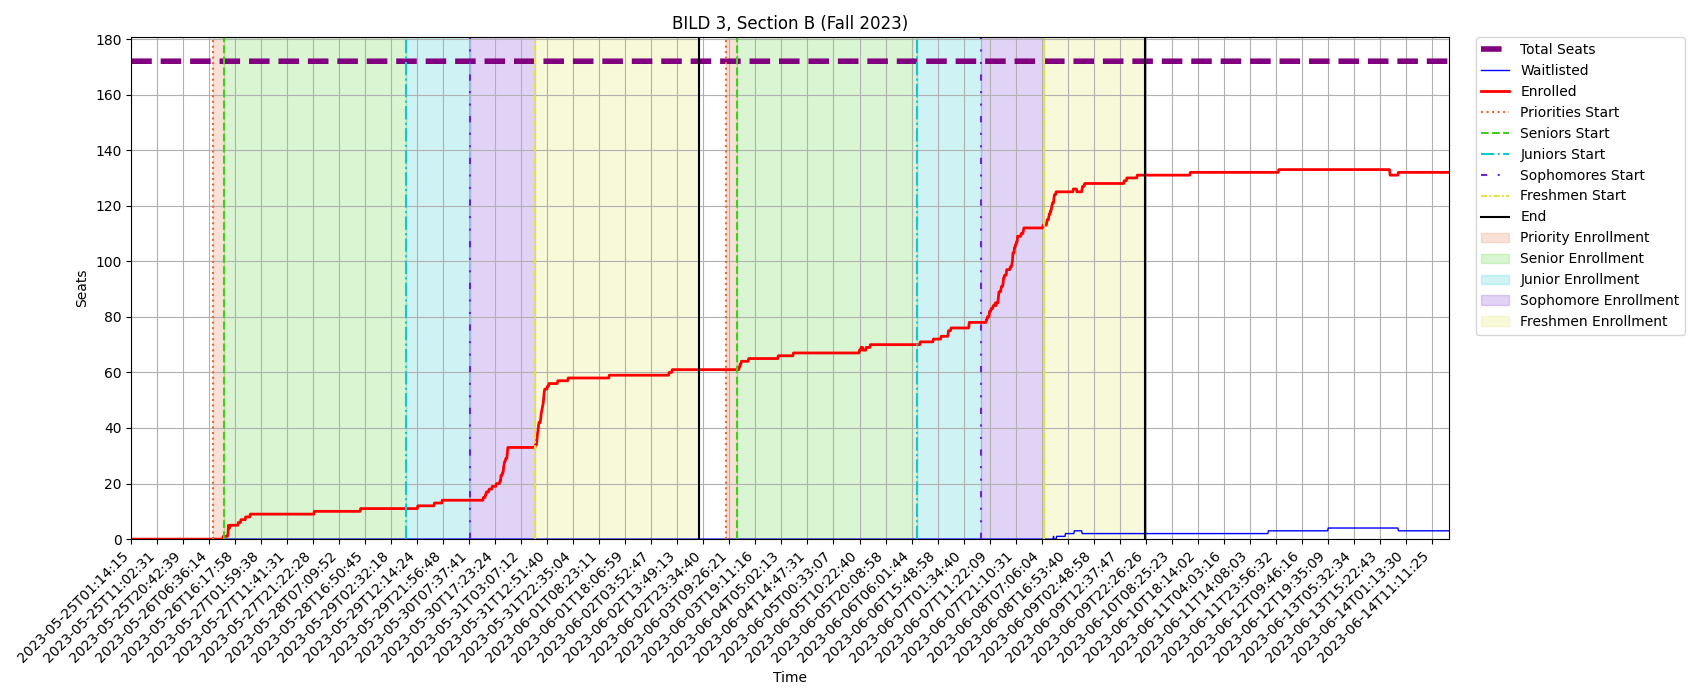 BILD 3, Section B (Fall 2023)
180
160
140
120
100
80
60
40
20
0
Seats
2023-05-25T01:14:15
2023-05-25T11:02:31
2023-05-25T20:42:39
2023-05-26T06:36:14
2023-05-26T16:17:58
2023-05-27T01:59:38
2023-05-27T11:41:31
2023-05-27T21:22:28
2023-05-28T07:09:52
2023-05-28T16:50:45
2023-05-29T02:32:18
2023-05-29T12:14:24
2023-05-29T21:56:48
2023-05-30T07:37:41
2023-05-30T17:23:24
2023-05-31T03:07:12
2023-05-31T12:51:40
2023-05-31T22:35:04
2023-06-01T08:23:11
2023-06-01T18:06:59
2023-06-02T03:52:47
2023-06-02T13:49:13
2023-06-02T23:34:40
2023-06-03T09:26:21
2023-06-03T19:11:16
2023-06-04T05:02:13
2023-06-04T14:47:31
2023-06-05T00:33:07
2023-06-05T10:22:40
2023-06-05T20:08:58
2023-06-06T06:01:44
2023-06-06T15:48:58
2023-06-07T01:34:40
2023-06-07T11:22:09
2023-06-07T21:10:31
2023-06-08T07:06:04
2023-06-08T16:53:40
2023-06-09T02:48:58
2023-06-09T12:37:47
2023-06-09T22:26:26
2023-06-10T08:25:23
2023-06-10T18:14:02
2023-06-11T04:03:16
2023-06-11T14:08:03
2023-06-11T23:56:32
2023-06-12T09:46:16
2023-06-12T19:35:09
2023-06-13T05:32:34
2023-06-13T15:22:43
2023-06-14T01:13:30
2023-06-14T11:11:25
Time
Total Seats
Waitlisted
Enrolled
Priorities Start
Seniors Start
Juniors Start
Sophomores Start
Freshmen Start
End
Priority Enrollment
Senior Enrollment
Junior Enrollment
Sophomore Enrollment
Freshmen Enrollment